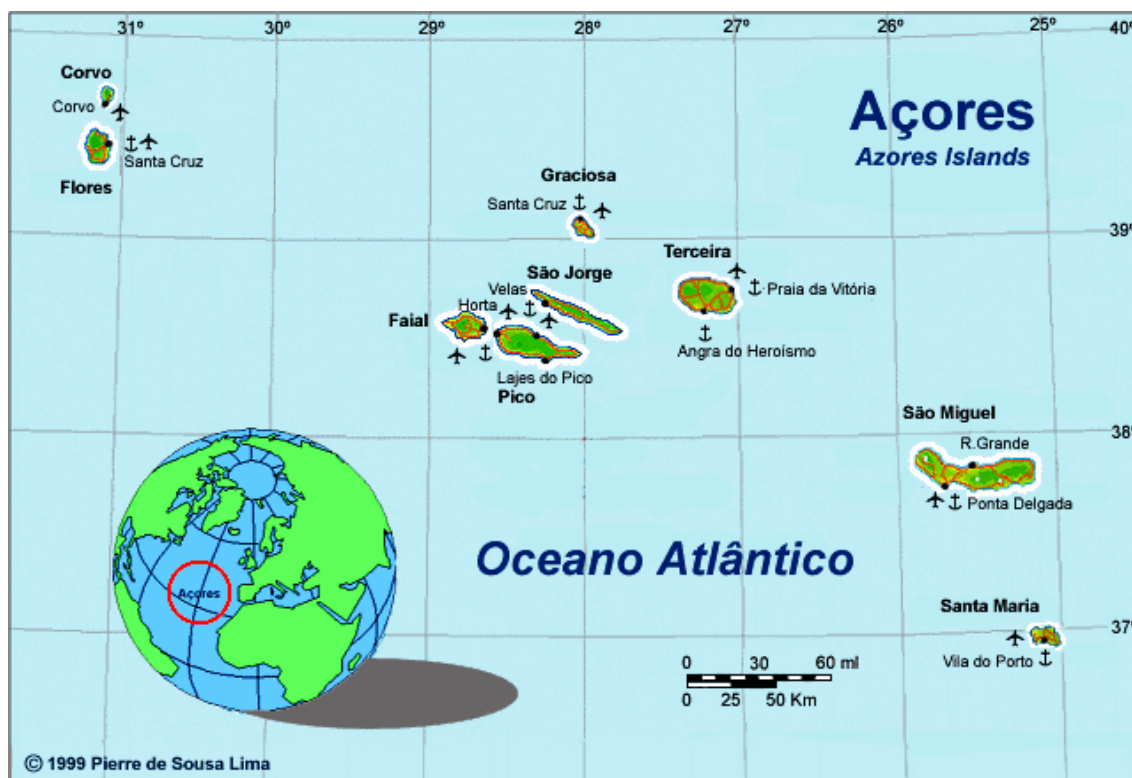 31º 30º 29º 28º 27º 26º 25º 40º
Corvo
Corvo
Santa Cruz
Flores
Açores
Azores Islands
Graciosa
Santa Cruz
39º
Terceira
São Jorge
Velas
Praia da Vitória
Horta
Faial
Angra do Heroísmo
Lajes do Pico
Pico
São Miguel
38º
R.Grande
Ponta Delgada
Oceano Atlântico
Açores
Santa Maria
37º
Vila do Porto
0 30 60 ml
0 25 50 Km
© 1999 Pierre de Sousa Lima